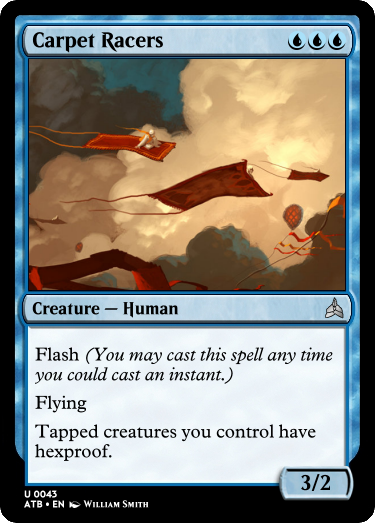 Carpet Racers
Creature — Human
Flash (You may cast this spell any time
you could cast an instant.)
Flying
Tapped creatures you control have
hexproof.
3/2
U 0043
ATB • EN William Smith